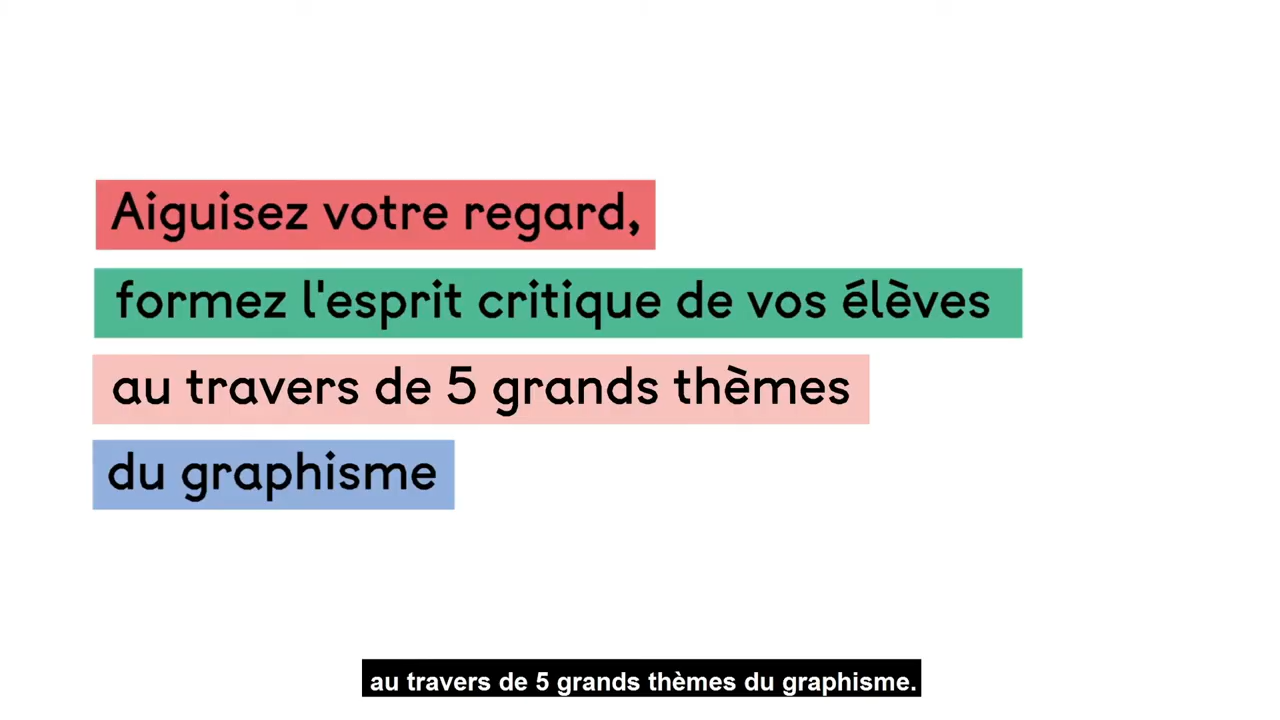 Aiguisez votre regard,
formez l'esprit critique de vos élèves
au travers de 5 grands thèmes
du graphisme
au travers de 5 grands thèmes du graphisme.